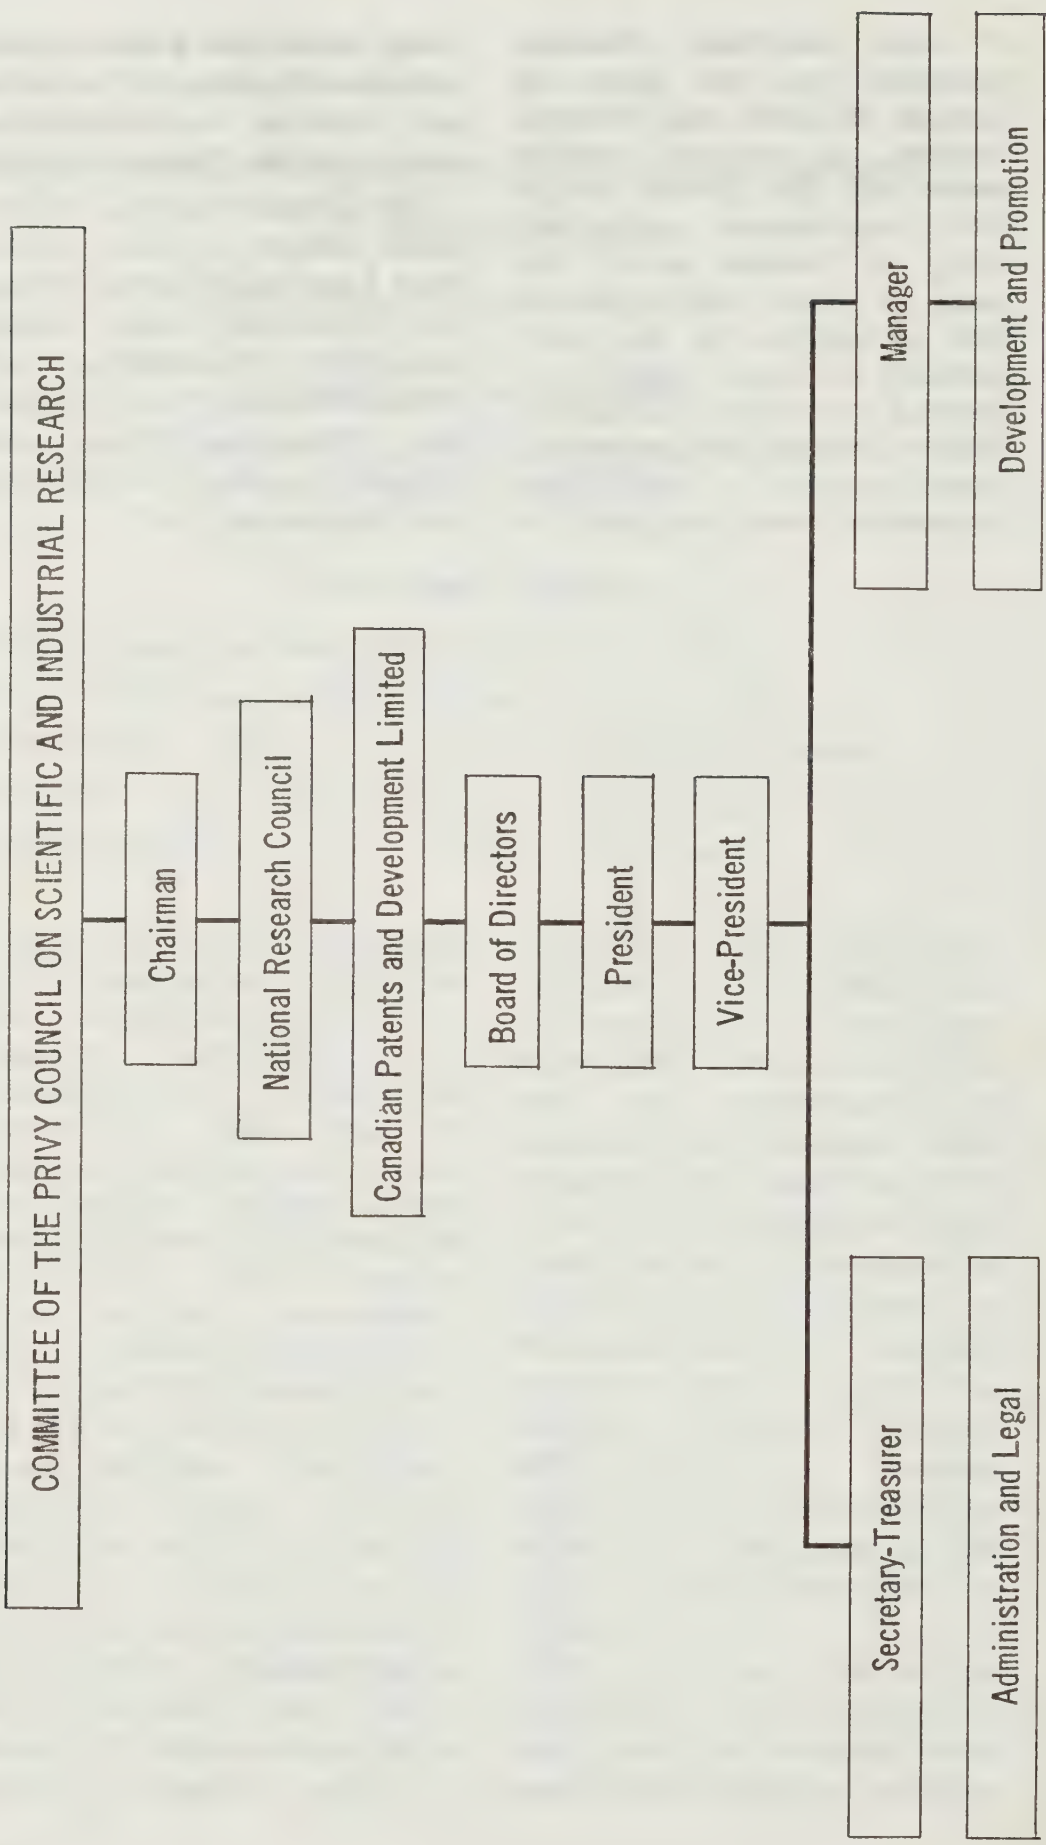 COMMITTEE OF THE PRIVY COUNCIL ON SCIENTIFIC AND INDUSTRIAL RESEARCH
Chairman
National Research Council
Canadian Patents and Development Limited
Board of Directors
President
Vice-President
Secretary-Treasurer
Manager
Administration and Legal
Development and Promotion